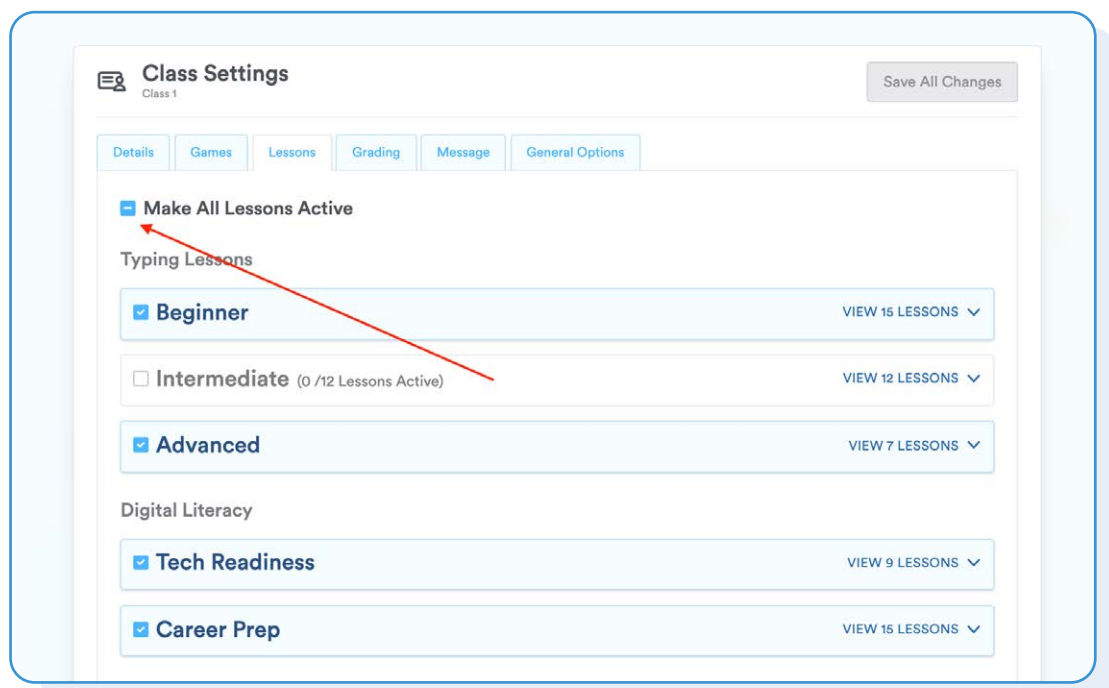 Class Settings
Class 1
Save All Changes
Details Games Lessons Grading Message General Options
Make All Lessons Active
Typing Lessons
Beginner VIEW 15 LESSONS
Intermediate (0 /12 Lessons Active) VIEW 12 LESSONS
Advanced VIEW 7 LESSONS
Digital Literacy
Tech Readiness VIEW 9 LESSONS
Career Prep VIEW 15 LESSONS